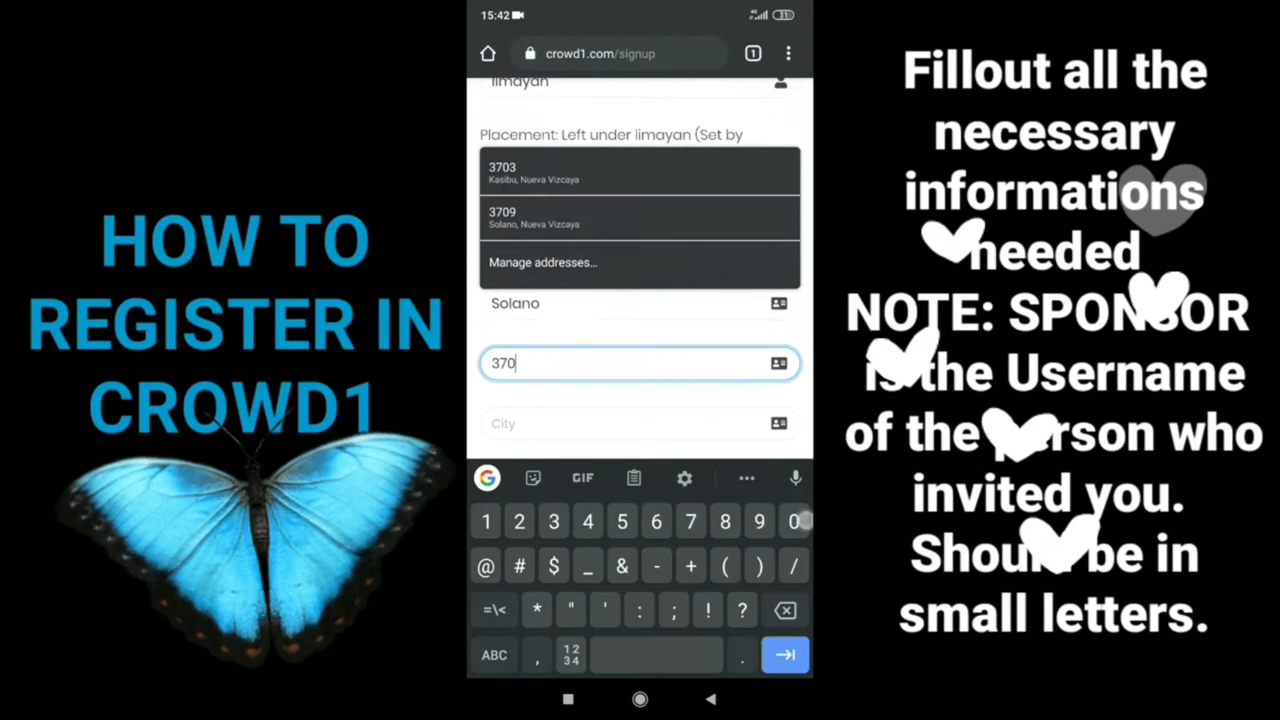 HOW TO
REGISTER IN
CROWD1
15:42
4G
31
crowd1.com/signup
1
limayan
Placement: Left under limayan (Set by
3703
Kasibu, Nueva Vizcaya
3709
Solano, Nueva Vizcaya
Manage addresses...
Solano
370
City
G
GIF
1 2 3 4 5 6 7 8 9 0
@ # $ _ & - + ( ) /
=\< * " ' : ; ! ?
ABC , 12 34 .
Fillout all the
necessary
informations
needed
NOTE: SPONSOR
is the Username
of the person who
invited you.
Should be in
small letters.